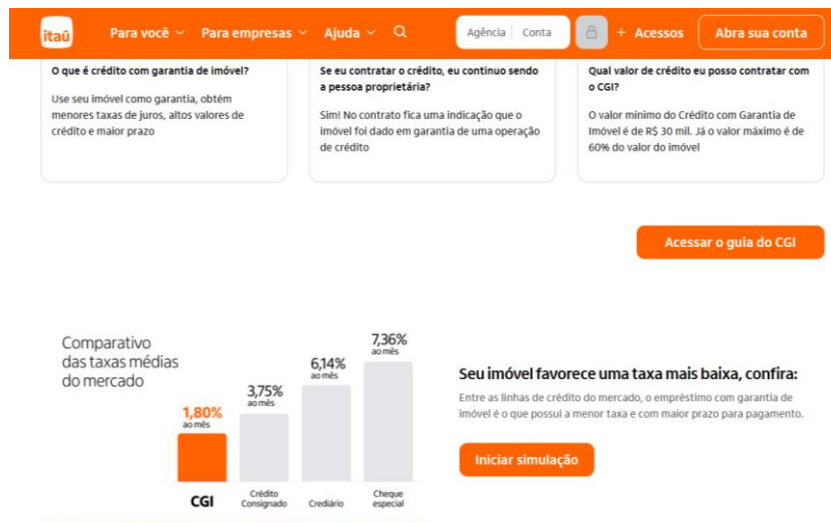 itaú
Para você
Para empresas
Ajuda
Agência
Conta
+ Acessos
Abra sua conta
O que é crédito com garantia de imóvel?
Use seu imóvel como garantia, obtém
menores taxas de juros, altos valores de
crédito e maior prazo
Se eu contratar o crédito, eu continuo sendo
a pessoa proprietária?
Sim! No contrato fica uma indicação que o
imóvel foi dado em garantia de uma operação
de crédito
Qual valor de crédito eu posso contratar com
o CGI?
O valor mínimo do Crédito com Garantia de
Imóvel é de R$ 30 mil. Já o valor máximo é de
60% do valor do imóvel
Acessar o guia do CGI
Comparativo
das taxas médias
do mercado
1,80%
ao mês
3,75%
ao mês
6,14%
ao mês
7,36%
ao mês
CGI
Crédito
Consignado
Crediário
Cheque
especial
Seu imóvel favorece uma taxa mais baixa, confira:
Entre as linhas de crédito do mercado, o empréstimo com garantia de
imóvel é o que possui a menor taxa e com maior prazo para pagamento.
Iniciar simulação